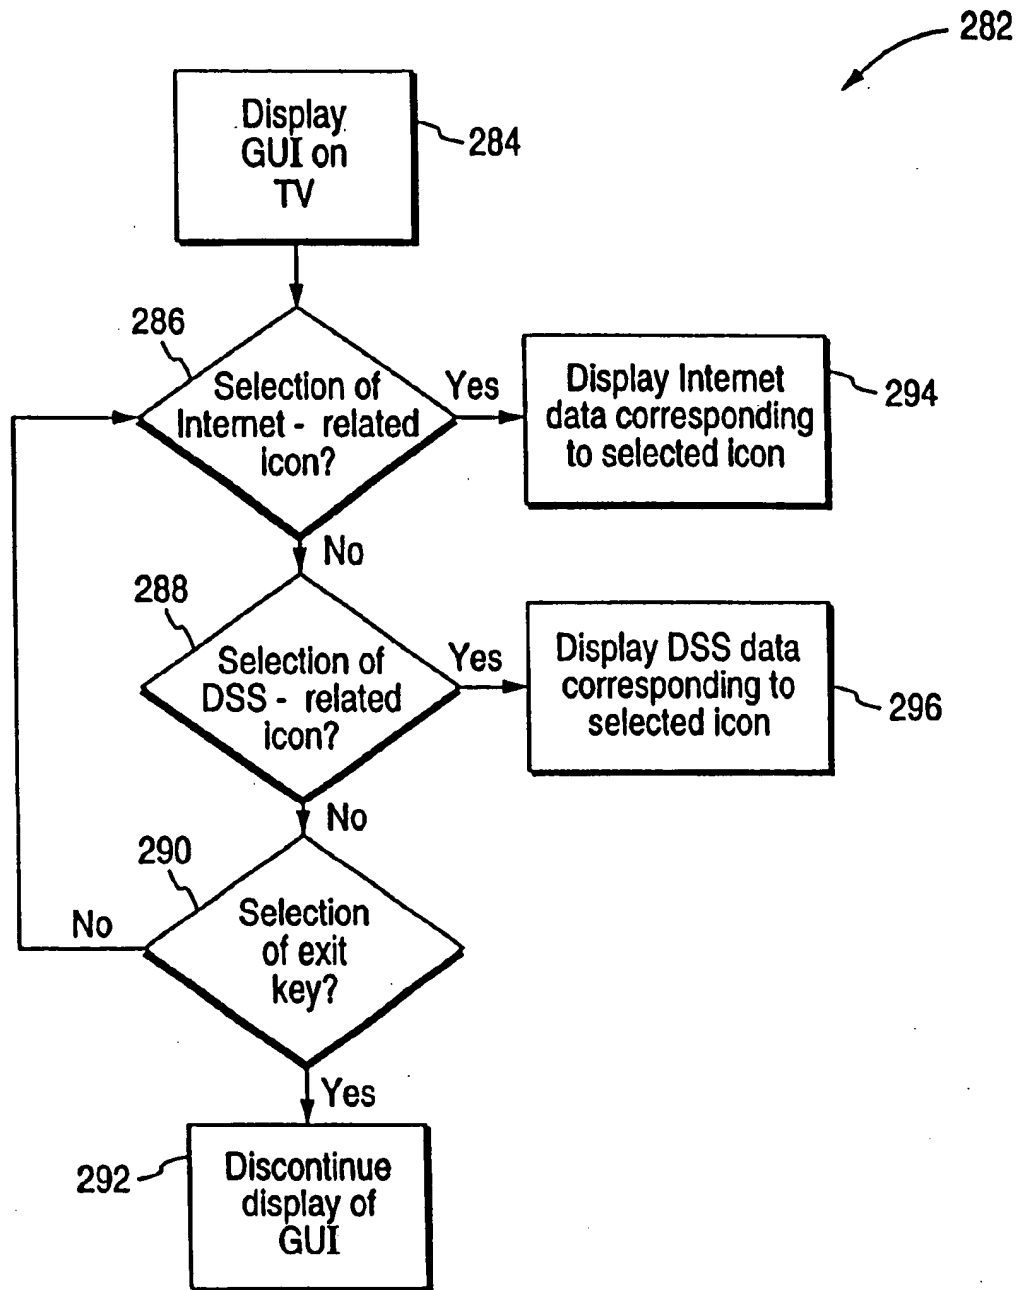 282
Display
GUI on
TV
284
286
Selection of
Internet - related
icon?
Yes
Display Internet
data corresponding
to selected icon
294
No
288
Selection of
DSS - related
icon?
Yes
Display DSS data
corresponding to
selected icon
296
No
290
Selection
of exit
key?
No
Yes
292
Discontinue
display of
GUI